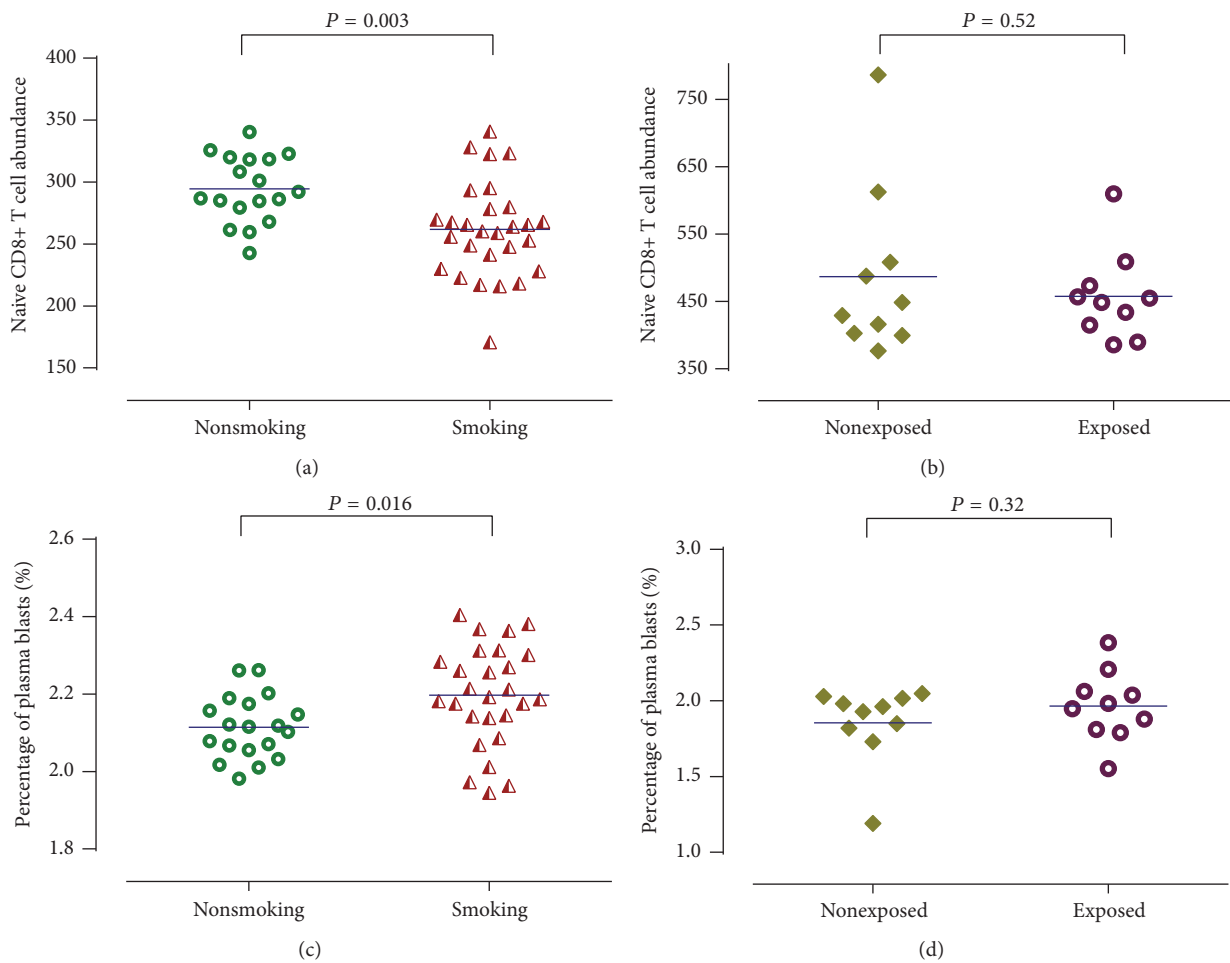 P = 0.003
400
350
300
250
200
150
Naive CD8+ T cell abundance
Nonsmoking
Smoking
(a)
P = 0.52
750
650
550
450
350
Naive CD8+ T cell abundance
Nonexposed
Exposed
(b)
P = 0.016
2.6
2.4
2.2
2.0
1.8
Percentage of plasma blasts (%)
Nonsmoking
Smoking
(c)
P = 0.32
3.0
2.5
2.0
1.5
1.0
Percentage of plasma blasts (%)
Nonexposed
Exposed
(d)